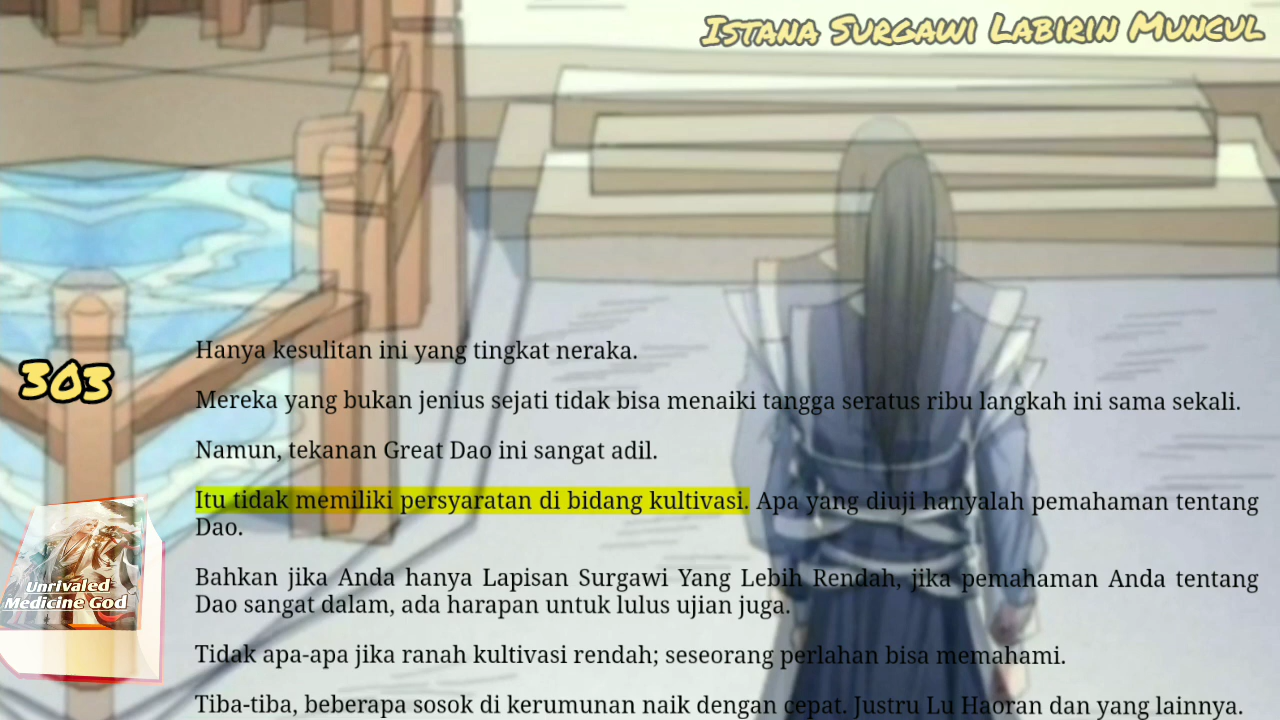 Istana Surgawi Labirin Muncul
Hanya kesulitan ini yang tingkat neraka.
303
Mereka yang bukan jenius sejati tidak bisa menaiki tangga seratus ribu langkah ini sama sekali.
Namun, tekanan Great Dao ini sangat adil.
Itu tidak memiliki persyaratan di bidang kultivasi. Apa yang diuji hanyalah pemahaman tentang
Dao.
Bahkan jika Anda hanya Lapisan Surgawi Yang Lebih Rendah, jika pemahaman Anda tentang
Dao sangat dalam, ada harapan untuk lulus ujian juga.
Unrivaled
Medicine God
Tidak apa-apa jika ranah kultivasi rendah; seseorang perlahan bisa memahami.
Tiba-tiba, beberapa sosok di kerumunan naik dengan cepat. Justru Lu Haoran dan yang lainnya.